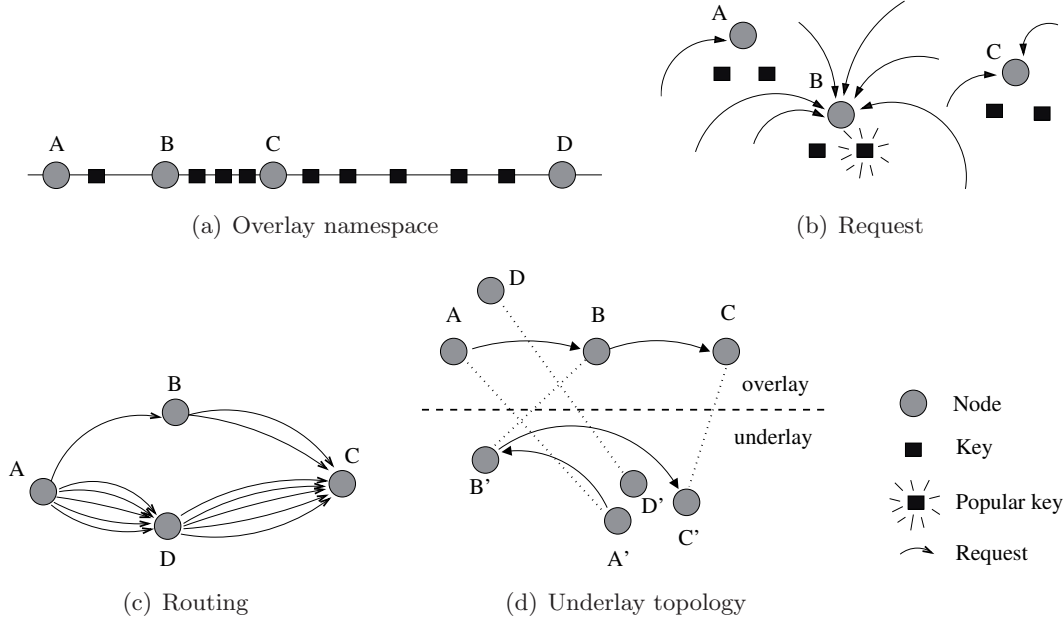 A
B
C
D
(a) Overlay namespace
A
B
C
(b) Request
A
B
C
D
(c) Routing
D
A
B
C
overlay
underlay
B'
D'
C'
A'
(d) Underlay topology
Node
Key
Popular key
Request